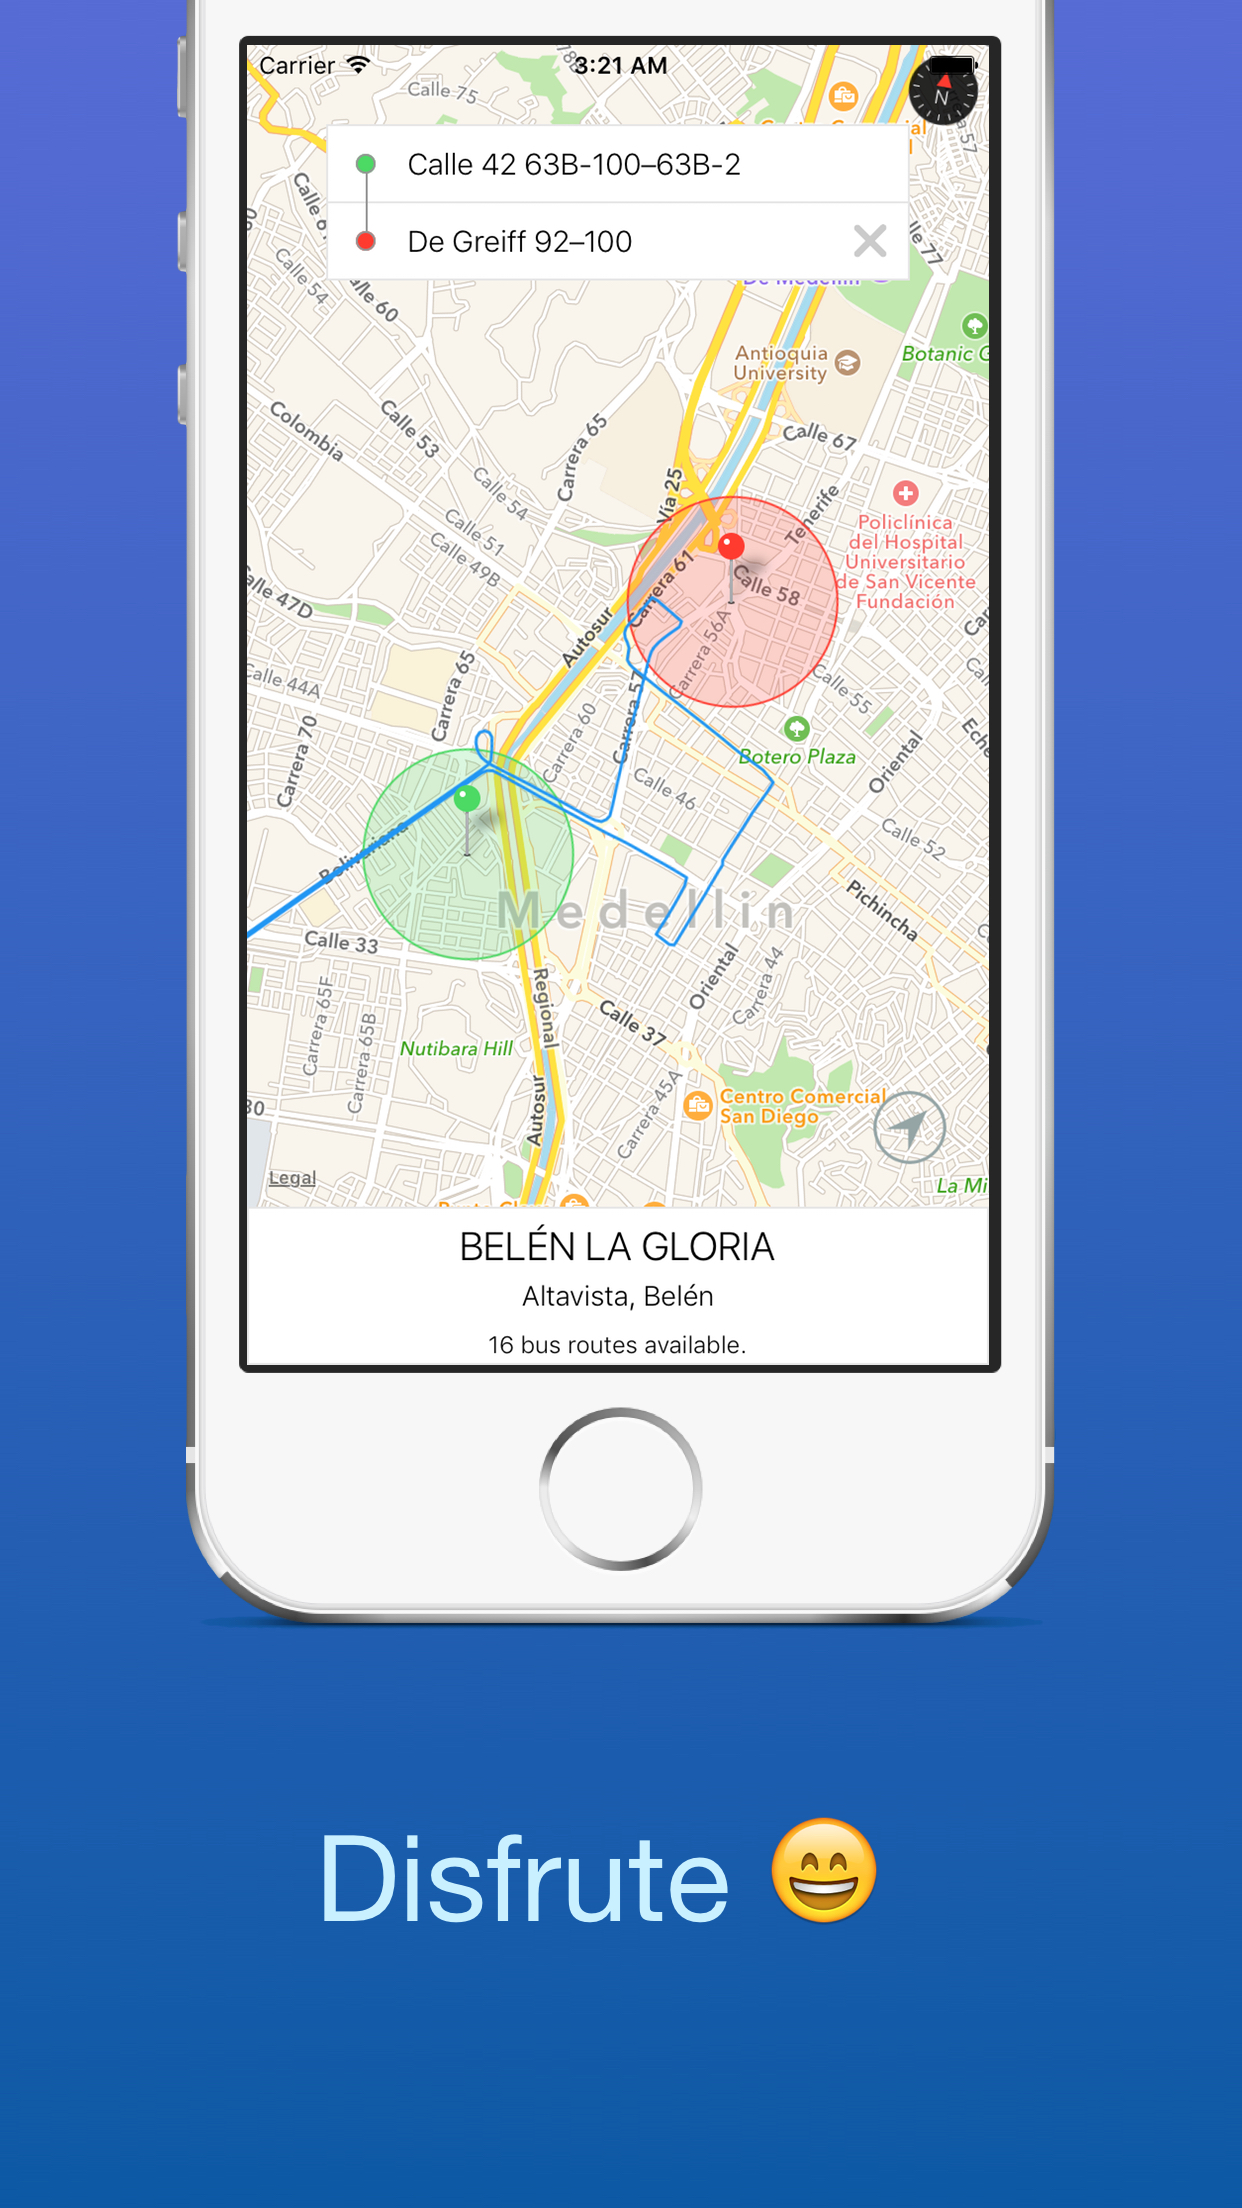 Carrier
3:21 AM
Calle 75
Calle 42 63B-100–63B-2
De Greiff 92–100
N
Calle 54
Calle 60
Antioquia
University
Botanic G
Colombia
Calle 53
Carrera 65
Calle 67
Calle 54
Vía 25
Tenerife
Calle 51
Calle 49B
Policlínica
del Hospital
Universitario
de San Vicente
Fundación
Calle 47D
Carrera 61
Calle 58
Autosur
Carrera 56A
Calle 44A
Carrera 65
Carrera 57
Calle 55
Carrera 70
Carrera 60
Botero Plaza
Oriental
Calle 46
Bolivariana
Calle 52
Medellin
Pichincha
Calle 33
Oriental
Carrera 44
Carrera 65F
Carrera 65B
Regional
Calle 37
Nutibara Hill
Autosur
Carrera 45A
Centro Comercial
San Diego
Legal
La Mi
BELÉN LA GLORIA
Altavista, Belén
16 bus routes available.
Disfrute 😄